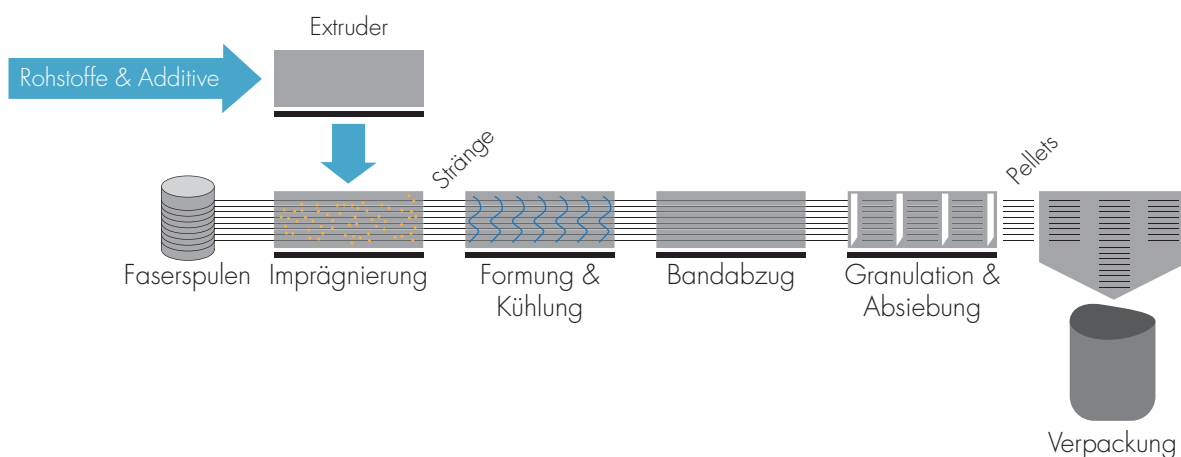 Extruder
Rohstoffe & Additive
Stränge
Pellets
Faserspulen
Imprägnierung
Formung &
Kühlung
Bandabzug
Granulation &
Absiebung
Verpackung